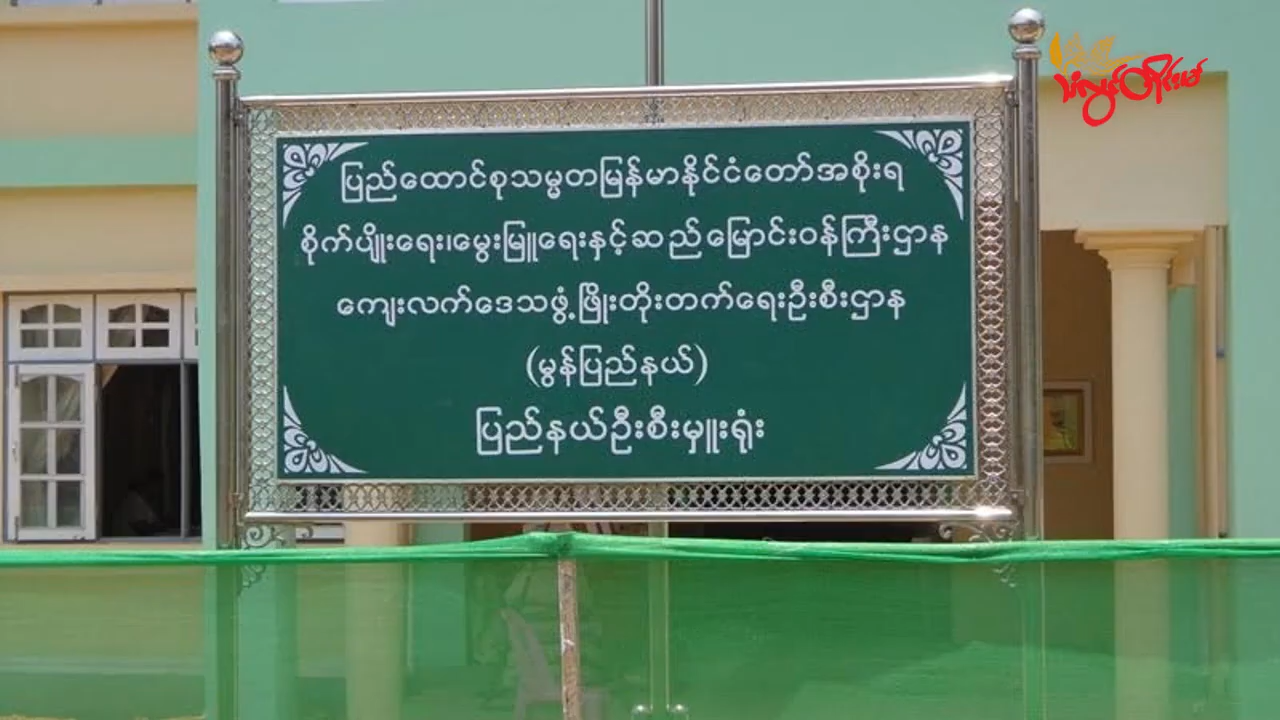 ပြည်ထောင်စုသမ္မတမြန်မာနိုင်ငံတော်အစိုးရ
စိုက်ပျိုးရေး၊မွေးမြူရေးနှင့်ဆည်မြောင်းဝန်ကြီးဌာန
ကျေးလက်ဒေသဖွံ့ဖြိုးတိုးတက်ရေးဦးစီးဌာန
(မွန်ပြည်နယ်)
ပြည်နယ်ဦးစီးမှူးရုံး